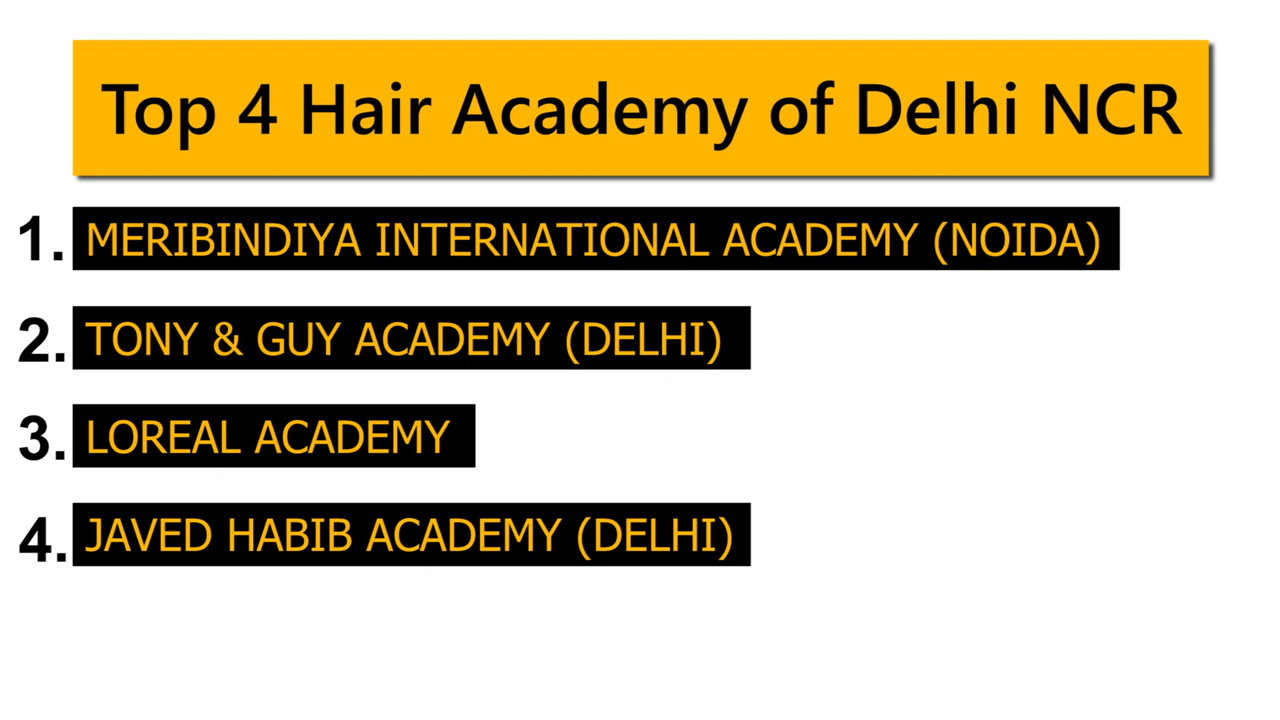 Top 4 Hair Academy of Delhi NCR
1. MERIBINDIYA INTERNATIONAL ACADEMY (NOIDA)
2. TONY & GUY ACADEMY (DELHI)
3. LOREAL ACADEMY
4. JAVED HABIB ACADEMY (DELHI)